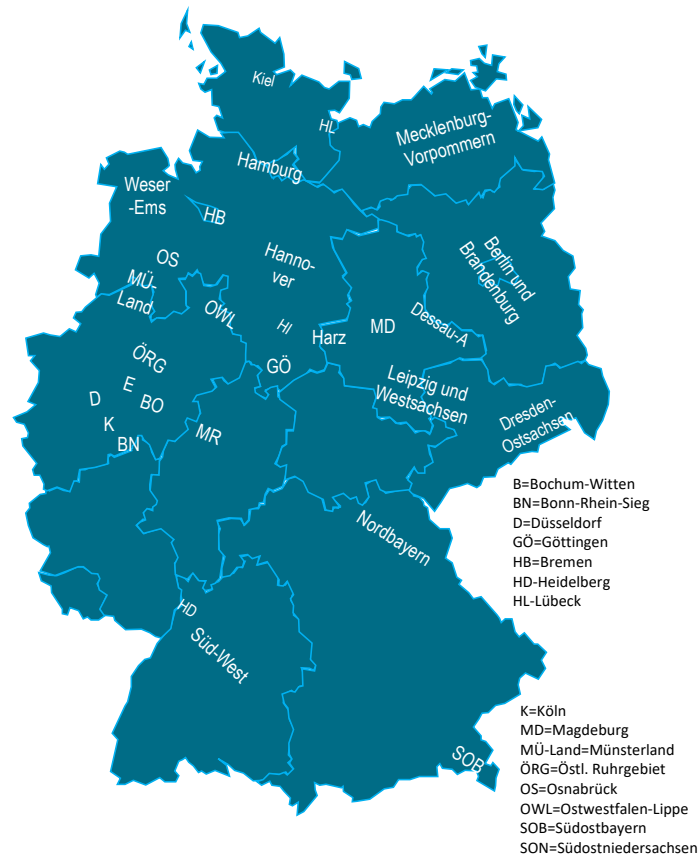 Kiel
HL
Mecklenburg-
Vorpommern
Hamburg
Weser
-Ems
HB
Hanno-
ver
Berlin und
Brandenburg
OS
MÜ-
Land
OWL
HI
Harz
MD
Dessau-A
ÖRG
GÖ
Leipzig und
Westsachsen
E
D
BO
Dresden-
Ostsachsen
K
MR
BN
B=Bochum-Witten
BN=Bonn-Rhein-Sieg
D=Düsseldorf
GÖ=Göttingen
HB=Bremen
HD-Heidelberg
HL-Lübeck
Nordbayern
HD
Süd-West
SOB
K=Köln
MD=Magdeburg
MÜ-Land=Münsterland
ÖRG=Östl. Ruhrgebiet
OS=Osnabrück
OWL=Ostwestfalen-Lippe
SOB=Südostbayern
SON=Südostniedersachsen